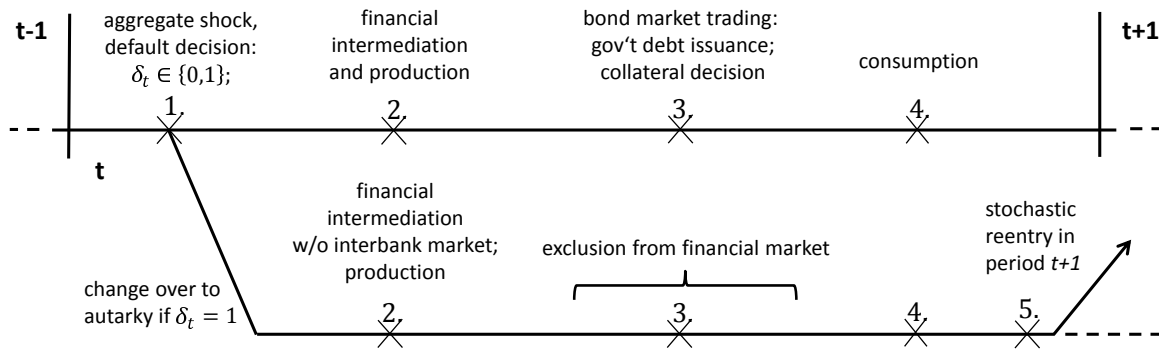 t-1
aggregate shock,
default decision:
δₜ ∈ {0,1};
financial
intermediation
and production
bond market trading:
gov‘t debt issuance;
collateral decision
consumption
t+1
1.
2.
3.
4.
t
financial
intermediation
w/o interbank market;
production
exclusion from financial market
stochastic
reentry in
period t+1
change over to
autarky if δₜ = 1
2.
3.
4.
5.